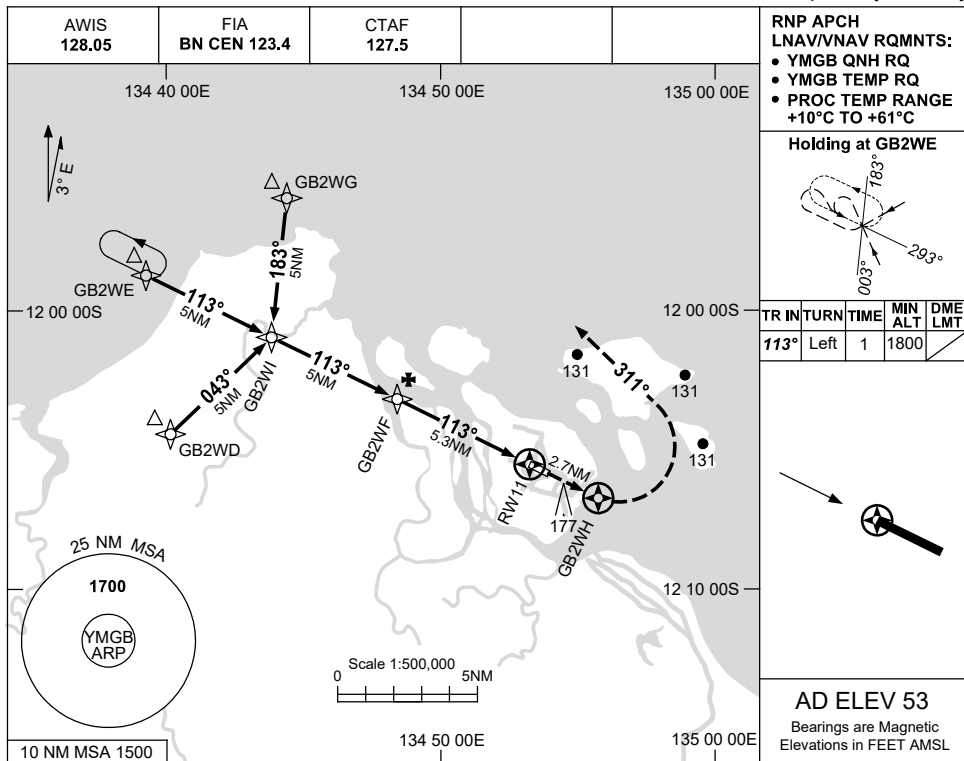 AWIS
128.05
FIA
BN CEN 123.4
CTAF
127.5
RNP APCH
LNAV/VNAV RQMNTS:
• YMGB QNH RQ
• YMGB TEMP RQ
• PROC TEMP RANGE
+10°C TO +61°C
134 40 00E
134 50 00E
135 00 00E
3° E
GB2WG
183°
5NM
GB2WE
113°
5NM
12 00 00S
12 00 00S
GB2WI
043°
5NM
GB2WD
113°
5NM
GB2WF
113°
5.3NM
RW11
2.7NM
177
GB2WH
311°
131
131
131
Holding at GB2WE
183°
293°
003°
TR IN TURN TIME MIN ALT DME LMT
113° Left 1 1800
25 NM MSA
1700
YMGB
ARP
10 NM MSA 1500
Scale 1:500,000
0 5NM
12 10 00S
134 50 00E
135 00 00E
AD ELEV 53
Bearings are Magnetic
Elevations in FEET AMSL